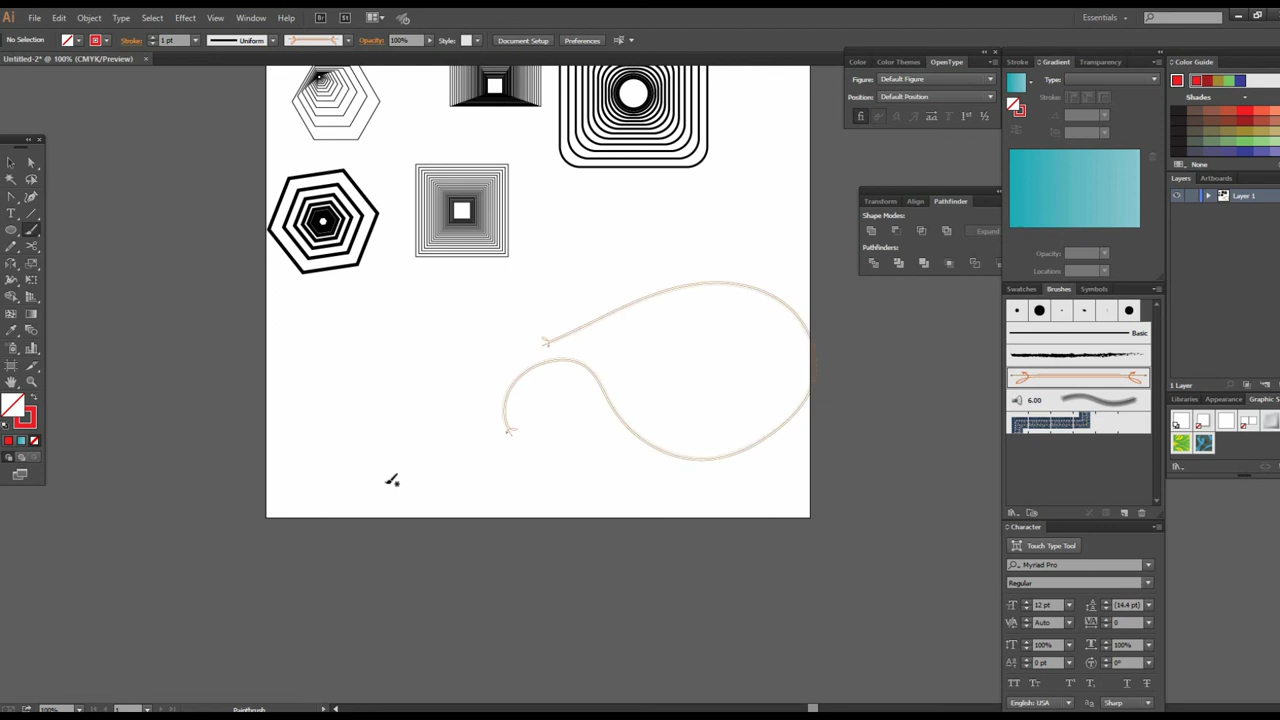 Ai File Edit Object Type Select Effect View Window Help Br St Essentials
No Selection Stroke: 1 pt Uniform Opacity: 100% Style: Document Setup Preferences
Untitled-2* @ 100% (CMYK/Preview) ×
Color Color Themes OpenType
Figure: Default Figure
Position: Default Position
Stroke Gradient Transparency
Type:
Stroke:
Opacity:
Location:
Color Guide
Shades
None
Layers Artboards
Layer 1
1 Layer
Transform Align Pathfinder
Shape Modes:
Expand
Pathfinders:
Swatches Brushes Symbols
Basic
6.00
Libraries Appearance Graphic S
Character
Touch Type Tool
Myriad Pro
Regular
12 pt (14.4 pt)
Auto 0
100% 100%
0 pt 0°
English: USA Sharp
100% 1 Paintbrush